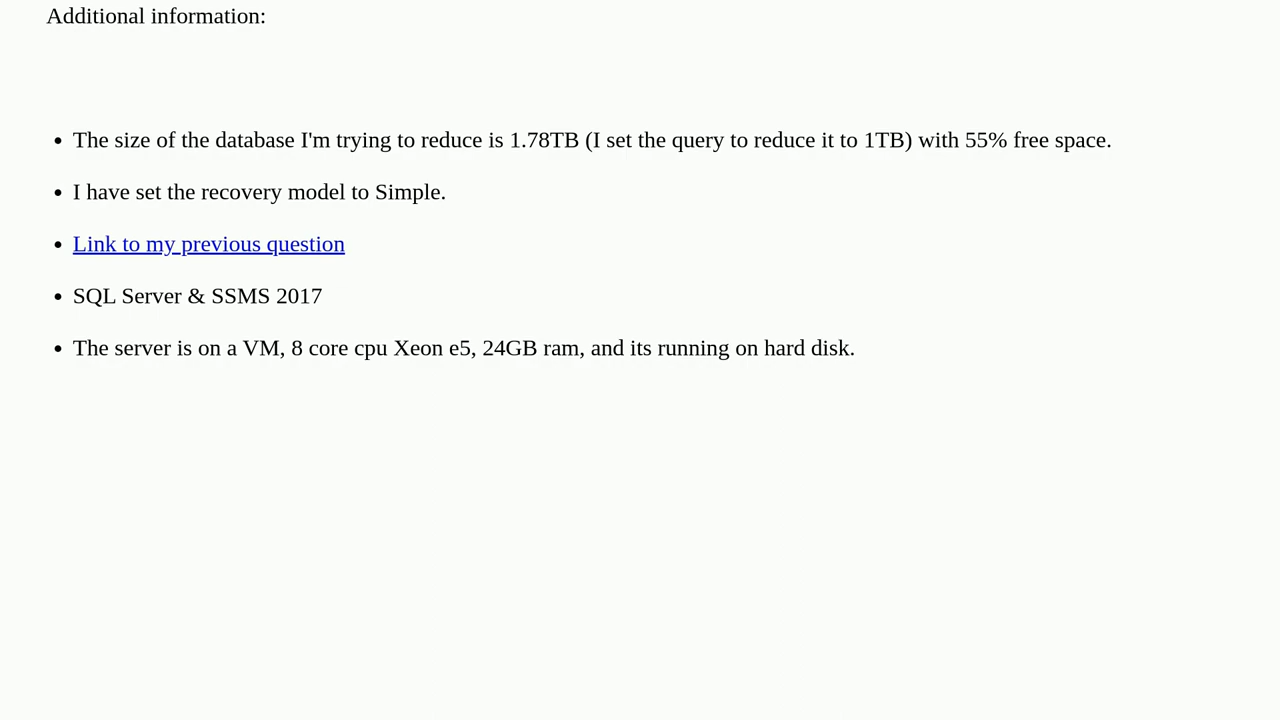 Additional information:
• The size of the database I'm trying to reduce is 1.78TB (I set the query to reduce it to 1TB) with 55% free space.
• I have set the recovery model to Simple.
• Link to my previous question
• SQL Server & SSMS 2017
• The server is on a VM, 8 core cpu Xeon e5, 24GB ram, and its running on hard disk.